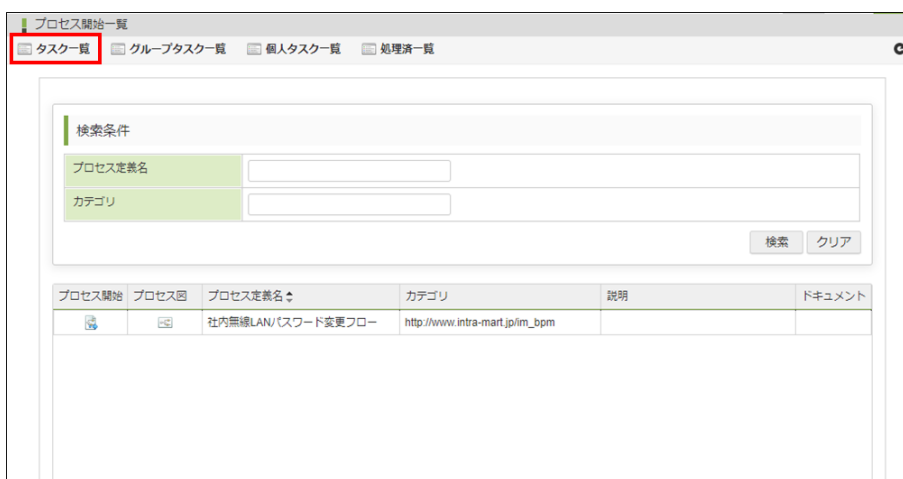 プロセス開始一覧
タスク一覧 グループタスク一覧 個人タスク一覧 処理済一覧
検索条件
プロセス定義名
カテゴリ
検索 クリア
プロセス開始 プロセス図 プロセス定義名 カテゴリ 説明 ドキュメント
社内無線LANパスワード変更フロー http://www.intra-mart.jp/im_bpm